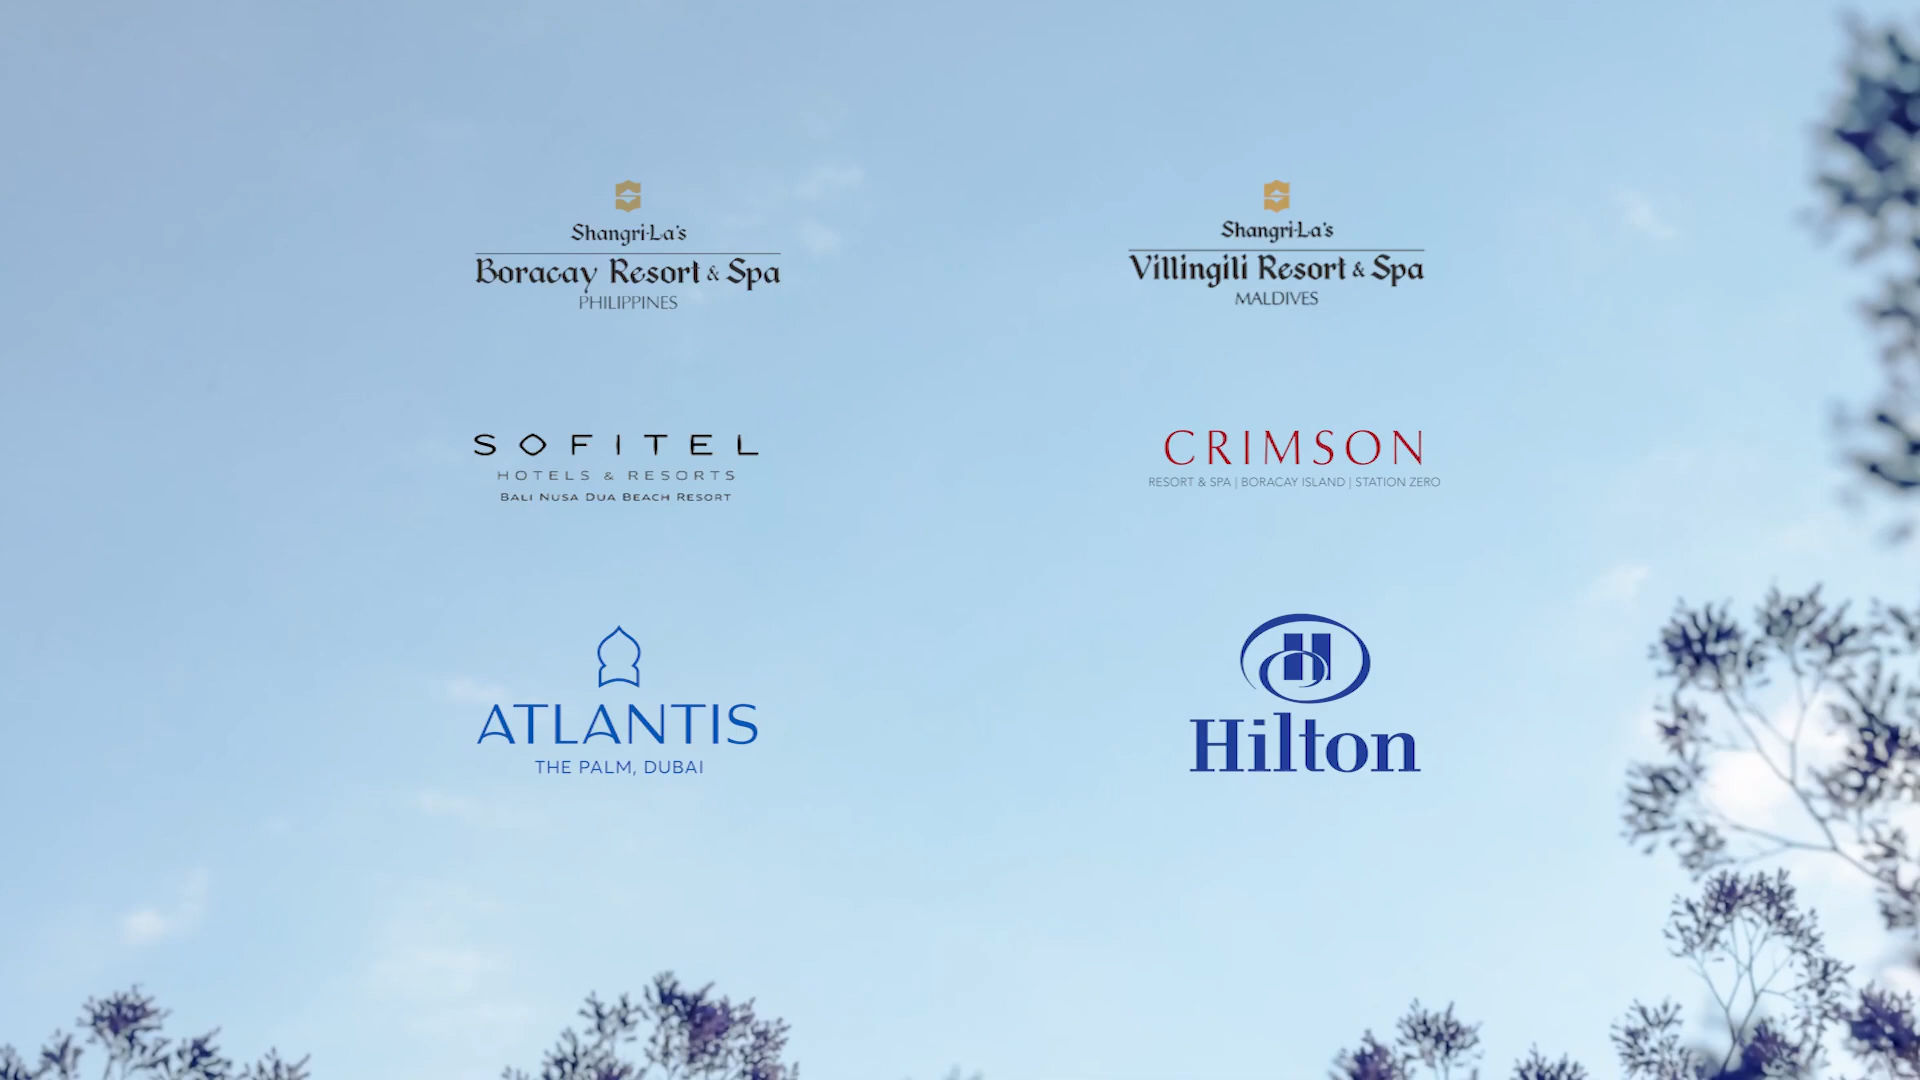 Shangri-La's
Boracay Resort & Spa
PHILIPPINES
Shangri-La's
Villingili Resort & Spa
MALDIVES
SOFITEL
HOTELS & RESORTS
BALI NUSA DUA BEACH RESORT
CRIMSON
RESORT & SPA | BORACAY ISLAND | STATION ZERO
ATLANTIS
THE PALM, DUBAI
Hilton